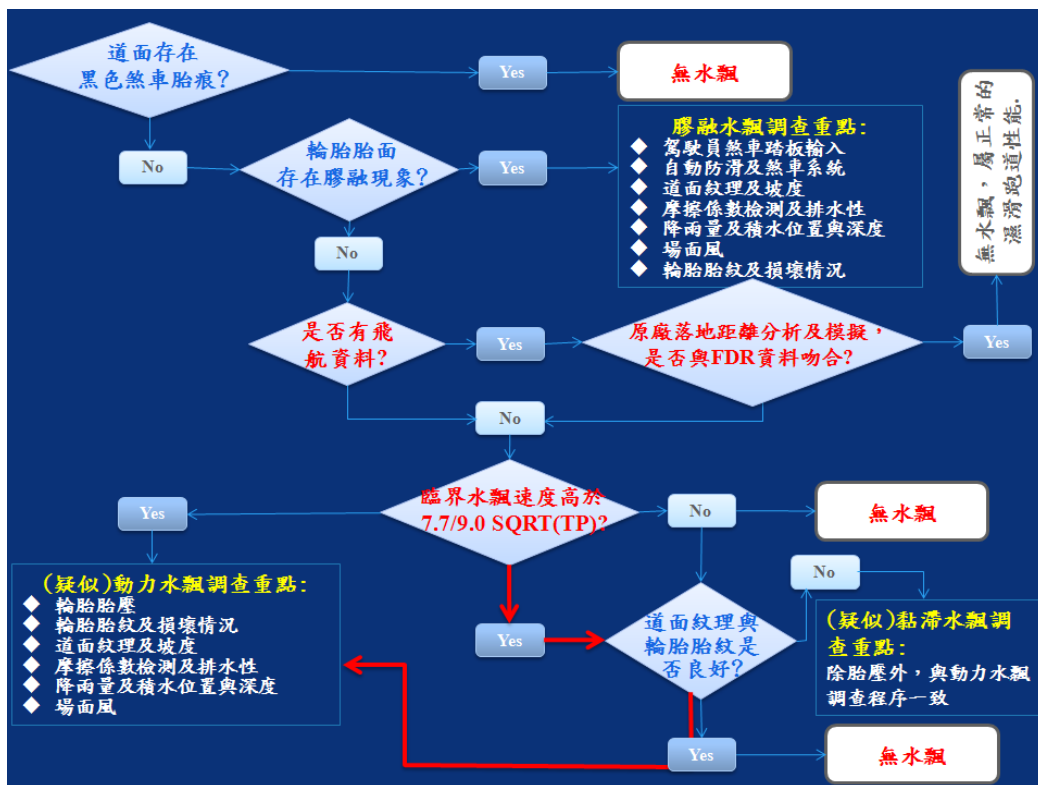 道面存在
黑色煞車胎痕?
Yes
無水飄
無水飄，屬正常的
濕滑跑道性能.
No
輪胎胎面
存在膠融現象?
Yes
膠融水飄調查重點:
◆ 駕駛員煞車踏板輸入
◆ 自動防滑及煞車系統
◆ 道面紋理及坡度
◆ 摩擦係數檢測及排水性
◆ 降雨量及積水位置與深度
◆ 場面風
◆ 輪胎胎紋及損壞情況
No
是否有飛
航資料?
Yes
原廠落地距離分析及模擬，
是否與FDR資料吻合?
Yes
No
臨界水飄速度高於
7.7/9.0 SQRT(TP)?
Yes
No
無水飄
(疑似)動力水飄調查重點:
◆ 輪胎胎壓
◆ 輪胎胎紋及損壞情況
◆ 道面紋理及坡度
◆ 摩擦係數檢測及排水性
◆ 降雨量及積水位置與深度
◆ 場面風
Yes
道面紋理與
輪胎胎紋是
否良好?
No
(疑似)黏滯水飄調
查重點:
除胎壓外，與動力水飄
調查程序一致
Yes
無水飄